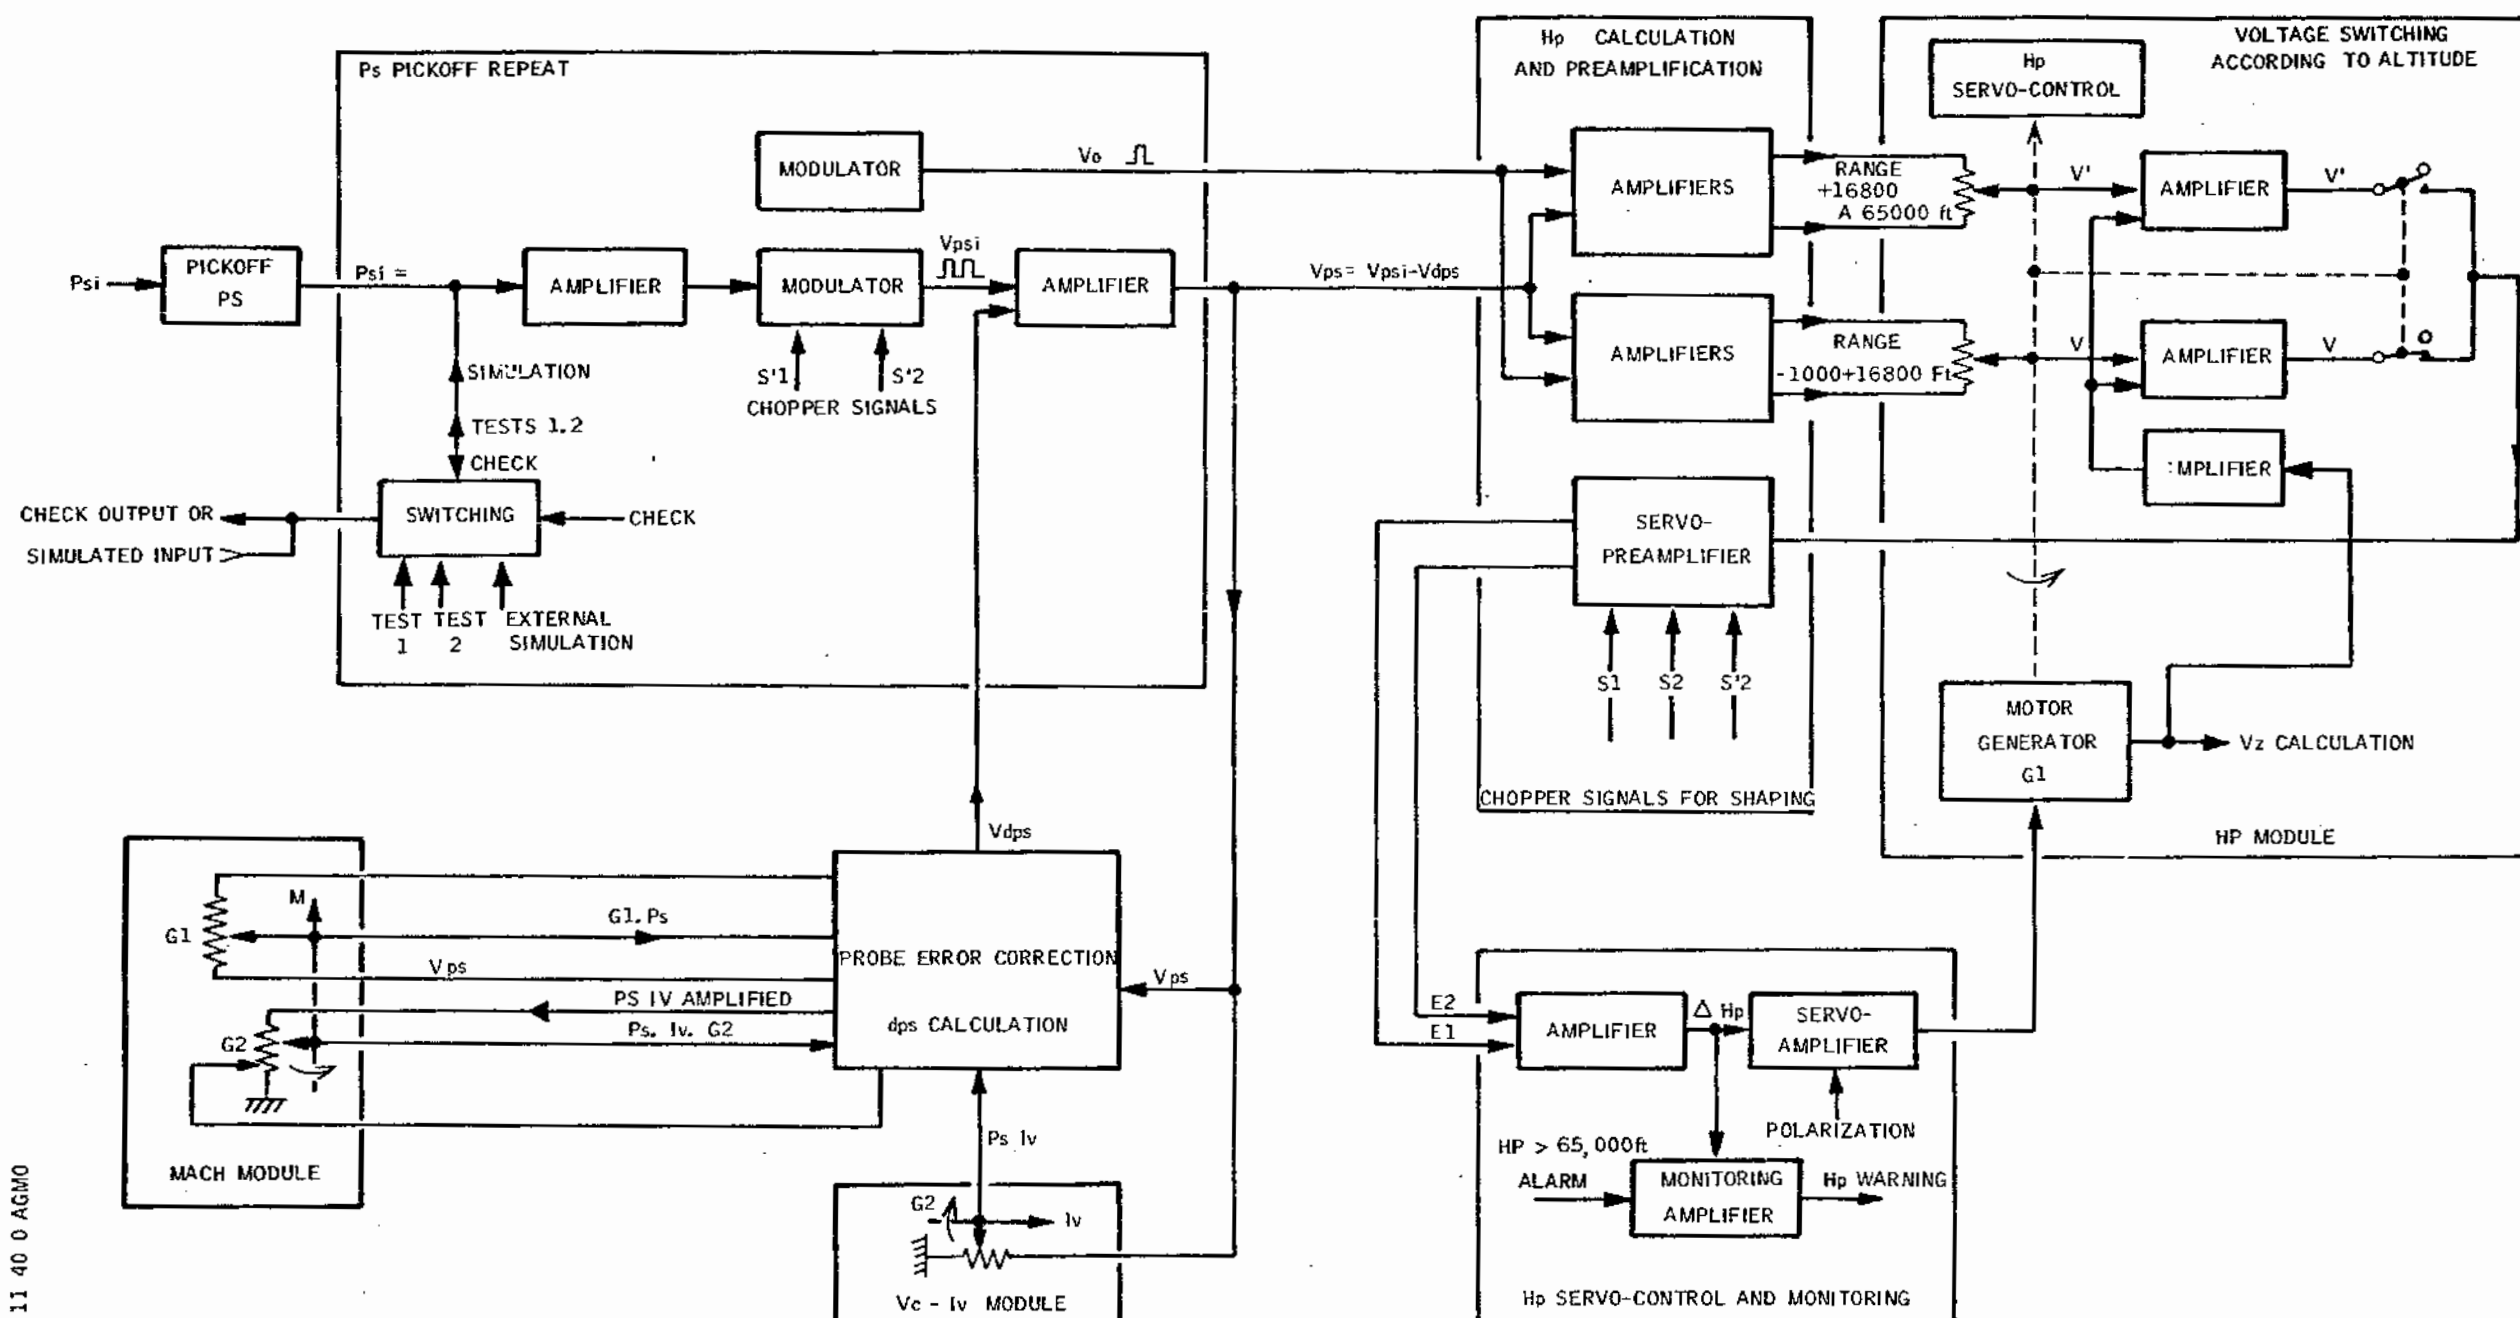 Ps PICKOFF REPEAT
MODULATOR
Vo
Psi
PICKOFF
PS
Psi =
AMPLIFIER
MODULATOR
Vpsi
AMPLIFIER
S'1
S'2
CHOPPER SIGNALS
SIMULATION
TESTS 1.2
CHECK
SWITCHING
CHECK
CHECK OUTPUT OR
SIMULATED INPUT
TEST
1
TEST
2
EXTERNAL
SIMULATION
Vps= Vpsi-Vdps
Hp CALCULATION
AND PREAMPLIFICATION
AMPLIFIERS
AMPLIFIERS
RANGE
+16800
A 65000 ft
RANGE
-1000+16800 Ft
SERVO-
PREAMPLIFIER
S1
S2
S'2
CHOPPER SIGNALS FOR SHAPING
VOLTAGE SWITCHING
ACCORDING TO ALTITUDE
Hp
SERVO-CONTROL
V'
AMPLIFIER
V'
V
AMPLIFIER
V
:MPLIFIER
MOTOR
GENERATOR
G1
Vz CALCULATION
HP MODULE
Vdps
M
G1
G1.Ps
Vps
PS IV AMPLIFIED
G2
Ps. Iv. G2
MACH MODULE
PROBE ERROR CORRECTION
dps CALCULATION
Vps
Ps Iv
G2
Iv
Vc - Iv MODULE
E2
E1
AMPLIFIER
Δ Hp
SERVO-
AMPLIFIER
POLARIZATION
HP > 65,000ft
ALARM
MONITORING
AMPLIFIER
Hp WARNING
Hp SERVO-CONTROL AND MONITORING
11 40 0 AGMO